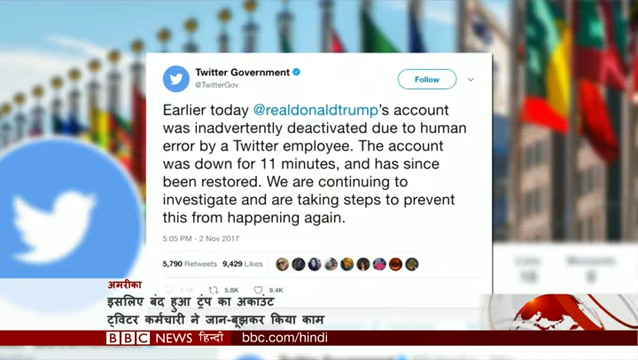 Twitter Government
@TwitterGov
Follow
Earlier today @realdonaldtrump's account
was inadvertently deactivated due to human
error by a Twitter employee. The account
was down for 11 minutes, and has since
been restored. We are continuing to
investigate and are taking steps to prevent
this from happening again.
5:05 PM - 2 Nov 2017
5,790 Retweets 9,429 Likes
5.8K 9.4K
अमरीका
इसलिए बंद हुआ ट्रंप का अकाउंट
ट्विटर कर्मचारी ने जान-बूझकर किया काम
BBC NEWS हिन्दी bbc.com/hindi